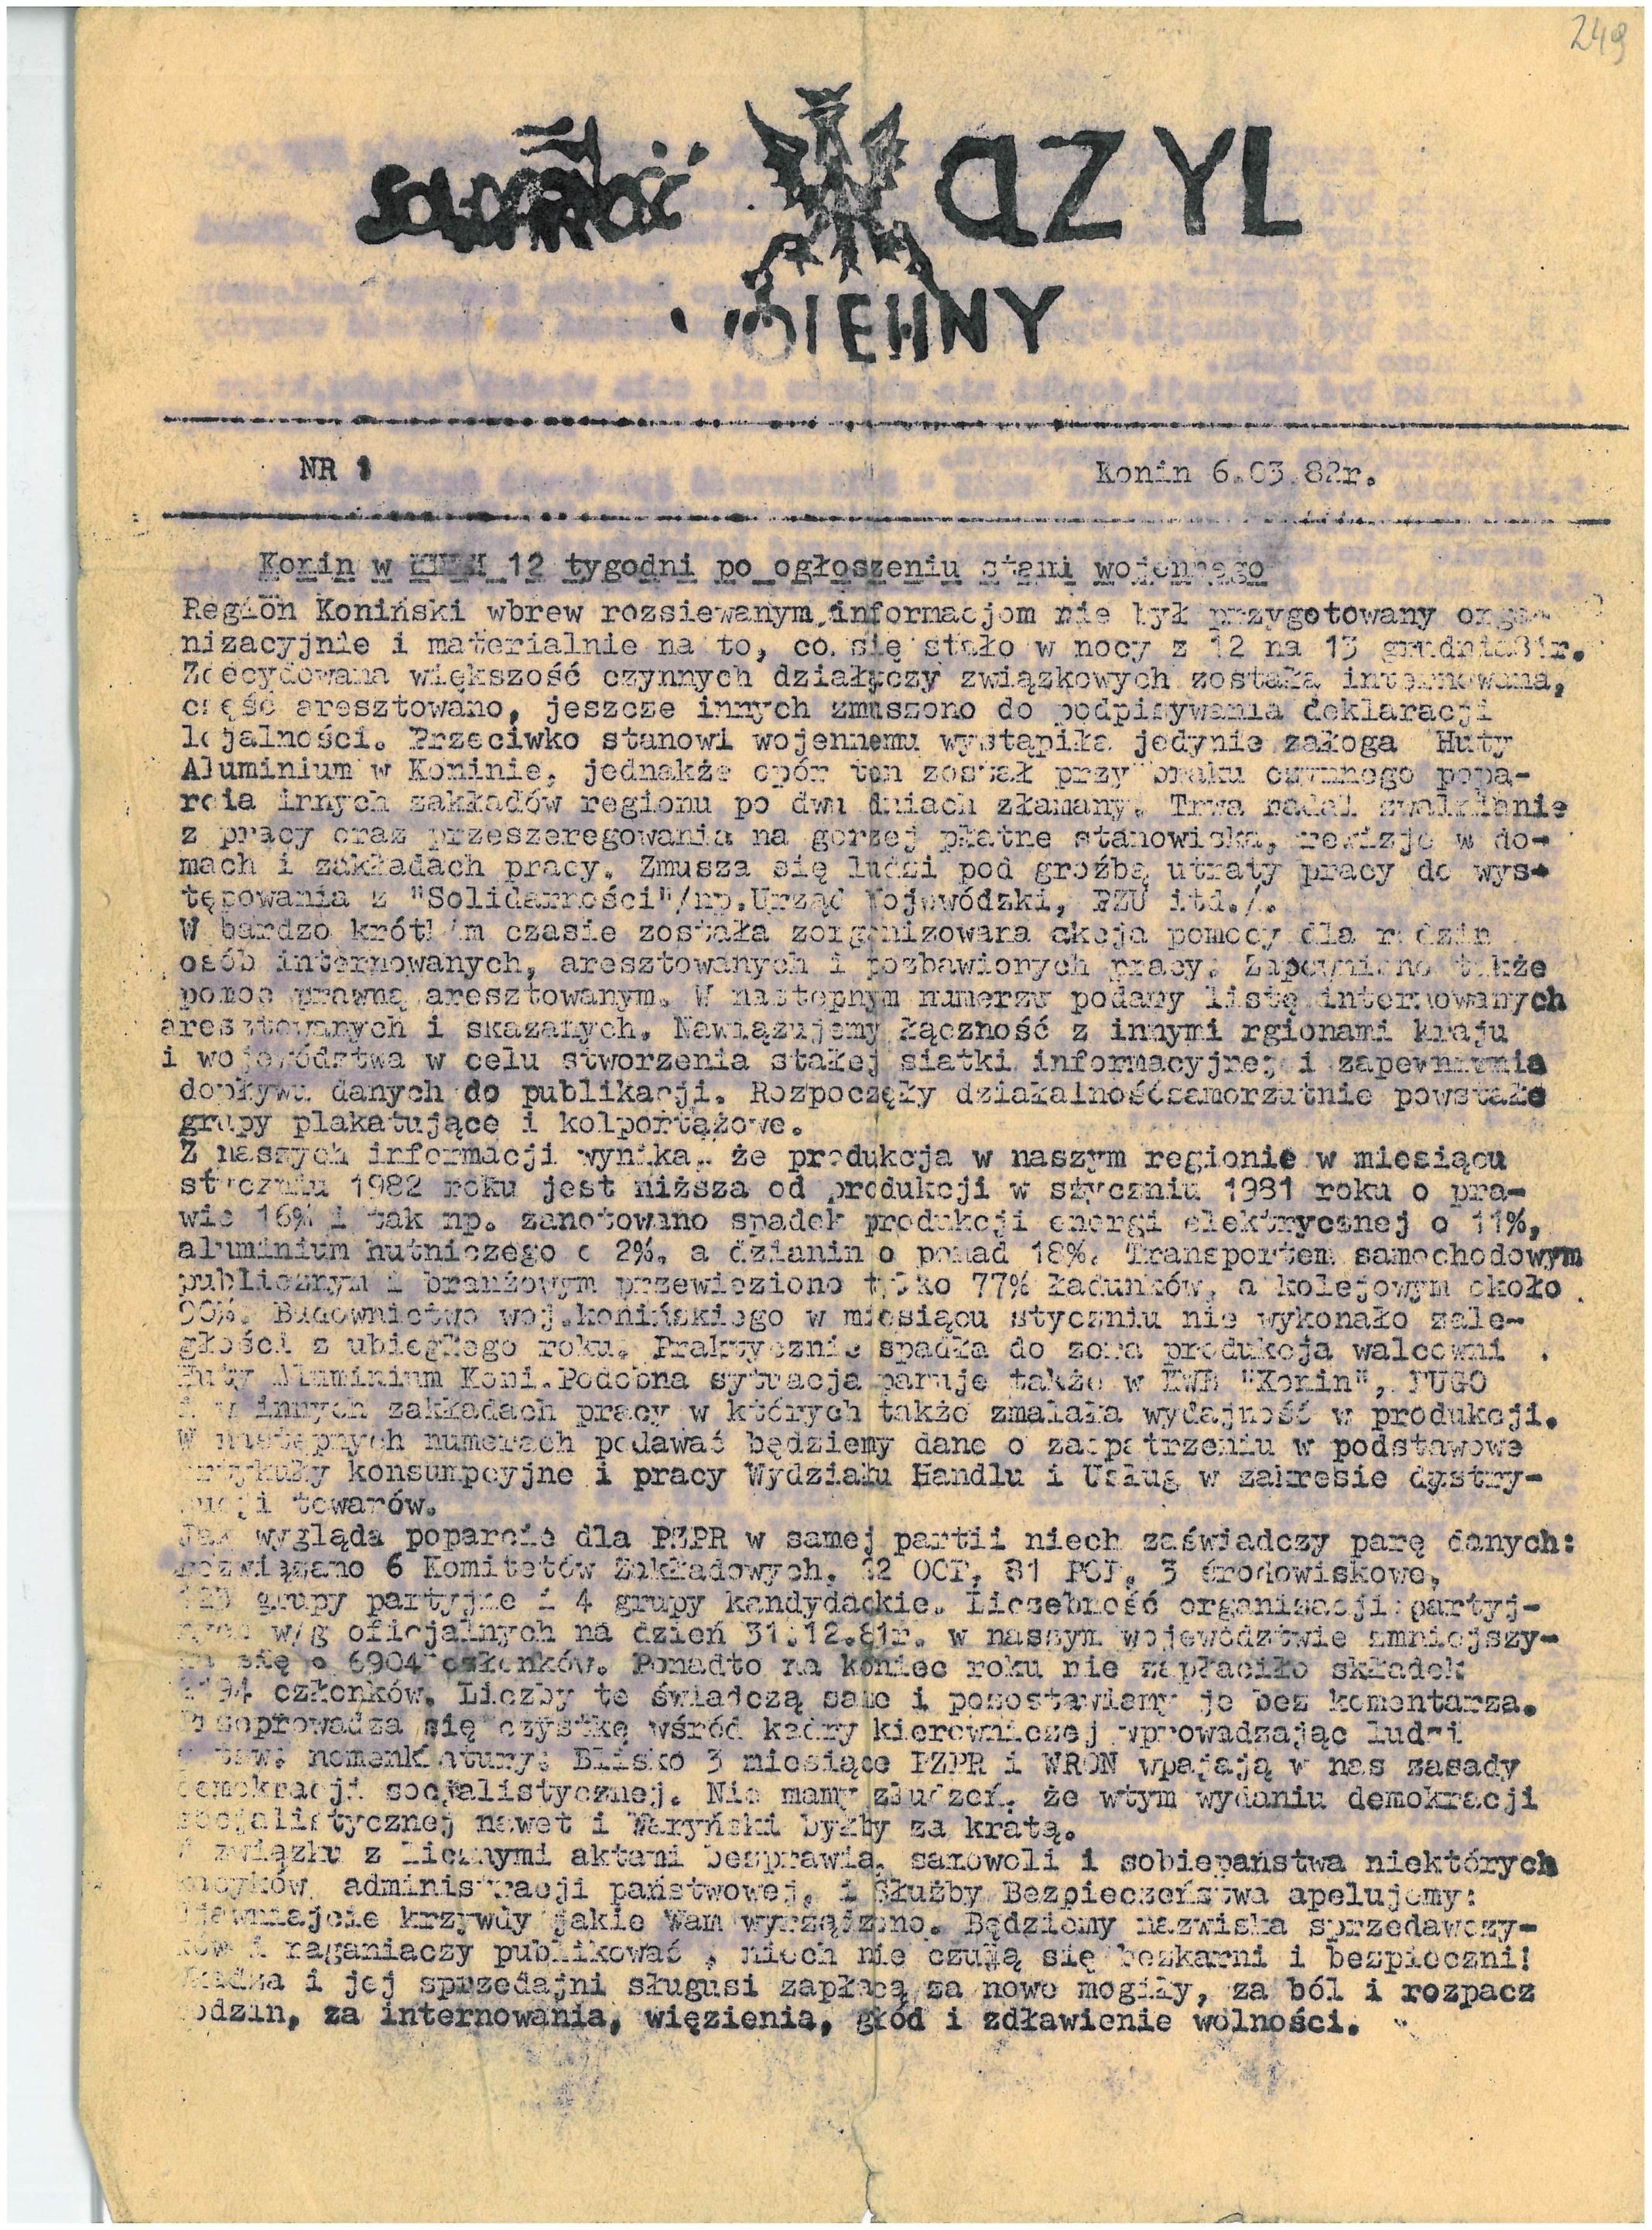 249
SOLIDARNOŚĆ AZYL
WOJENNY
NR 1 Konin 6.03.82r.
Konin w 12 tygodni po ogłoszeniu stanu wojennego
Region Koniński wbrew rozsiewanym informacjom nie był przygotowany orga-
nizacyjnie i materialnie na to, co się stało w nocy z 12 na 13 grudnia81r.
Zdecydowana większość czynnych działaczy związkowych została internowana,
część aresztowano, jeszcze innych zmuszono do podpisywania deklaracji
lojalności. Przeciwko stanowi wojennemu wystąpiła jedynie załoga Huty
Aluminium w Koninie, jednakże opór ten został przy braku czynnego popa-
rcia innych zakładów regionu po dwu dniach złamany. Trwa nadal zwalnianie
z pracy oraz przeszeregowania na gorzej płatne stanowiska, rewizje w do-
mach i zakładach pracy. Zmusza się ludzi pod groźbą utraty pracy do wys-
tępowania z "Solidarności"/np.Urząd Wojewódzki, PZU itd./.
W bardzo krótkim czasie została zorganizowana akcja pomocy dla rodzin
osób internowanych, aresztowanych i pozbawionych pracy. Zapewniono także
pomoc prawną aresztowanym. W następnym numerze podamy listę internowanych
aresztowanych i skazanych. Nawiązujemy łączność z innymi rgionami kraju
i województwa w celu stworzenia stałej siatki informacyjnej i zapewnienia
dopływu danych do publikacji. Rozpoczęły działalnośćsamorzutnie powstałe
grupy plakatujące i kolportażowe.
Z naszych informacji wynika, że produkcja w naszym regionie w miesiącu
styczniu 1982 roku jest niższa od produkcji w styczniu 1981 roku o pra-
wie 16% i tak np. zanotowano spadek produkcji energi elektrycznej o 11%,
aluminium hutniczego o 2%, a dzianin o ponad 18%. Transportem samochodowym
publicznym i branżowym przewieziono tylko 77% ładunków, a kolejowym około
90%. Budownictwo woj.konińskiego w miesiącu styczniu nie wykonało zale-
głości z ubiegłego roku. Praktycznie spadła do zera produkcja walcowni
Huty Aluminium Koni.Podobna sytuacja panuje także w KWB "Konin", FUGO
i w innych zakładach pracy w których także zmalała wydajność w produkcji.
W następnych numerach podawać będziemy dane o zaopatrzeniu w podstawowe
artykuły konsumpcyjne i pracy Wydziału Handlu i Usług w zakresie dystry-
bucji towarów.
Jak wygląda poparcie dla PZPR w samej partii niech zaświadczy parę danych:
rozwiązano 6 Komitetów Zakładowych, 2 OOP, 81 POP, 3 środowiskowe,
grupy partyjne i 4 grupy kandydackie. Liczebność organizacji partyj-
nych w/g oficjalnych na dzień 31.12.81r. w naszym województwie zmniejszy-
ła się o 6904 członków. Ponadto na koniec roku nie zapłaciło składek
członków. Liczby te świadczą same i pozostawiamy je bez komentarza.
się czystkę wśród kadry kierowniczej wprowadzając ludzi
nomenklatury. Blisko 3 miesiące PZPR i WRON wpajają w nas zasady
demokracji socjalistycznej. Nie mamy złudzeń, że wtym wydaniu demokracji
socjalistycznej nawet i Waryński byłby za kratą.
W związku z licznymi aktami bezprawia, samowoli i sobiepaństwa niektórych
kacyków administracji państwowej, i Służby Bezpieczeństwa apelujemy:
Ujawniajcie krzywdy jakie Wam wyrządzono. Będziemy nazwiska sprzedawczy-
ków i naganiaczy publikować , niech nie czują się bezkarni i bezpieczni!
Władza i jej sprzedajni sługusi zapłacą za nowe mogiły, za ból i rozpacz
rodzin, za internowania, więzienia, głód i zdławienie wolności.